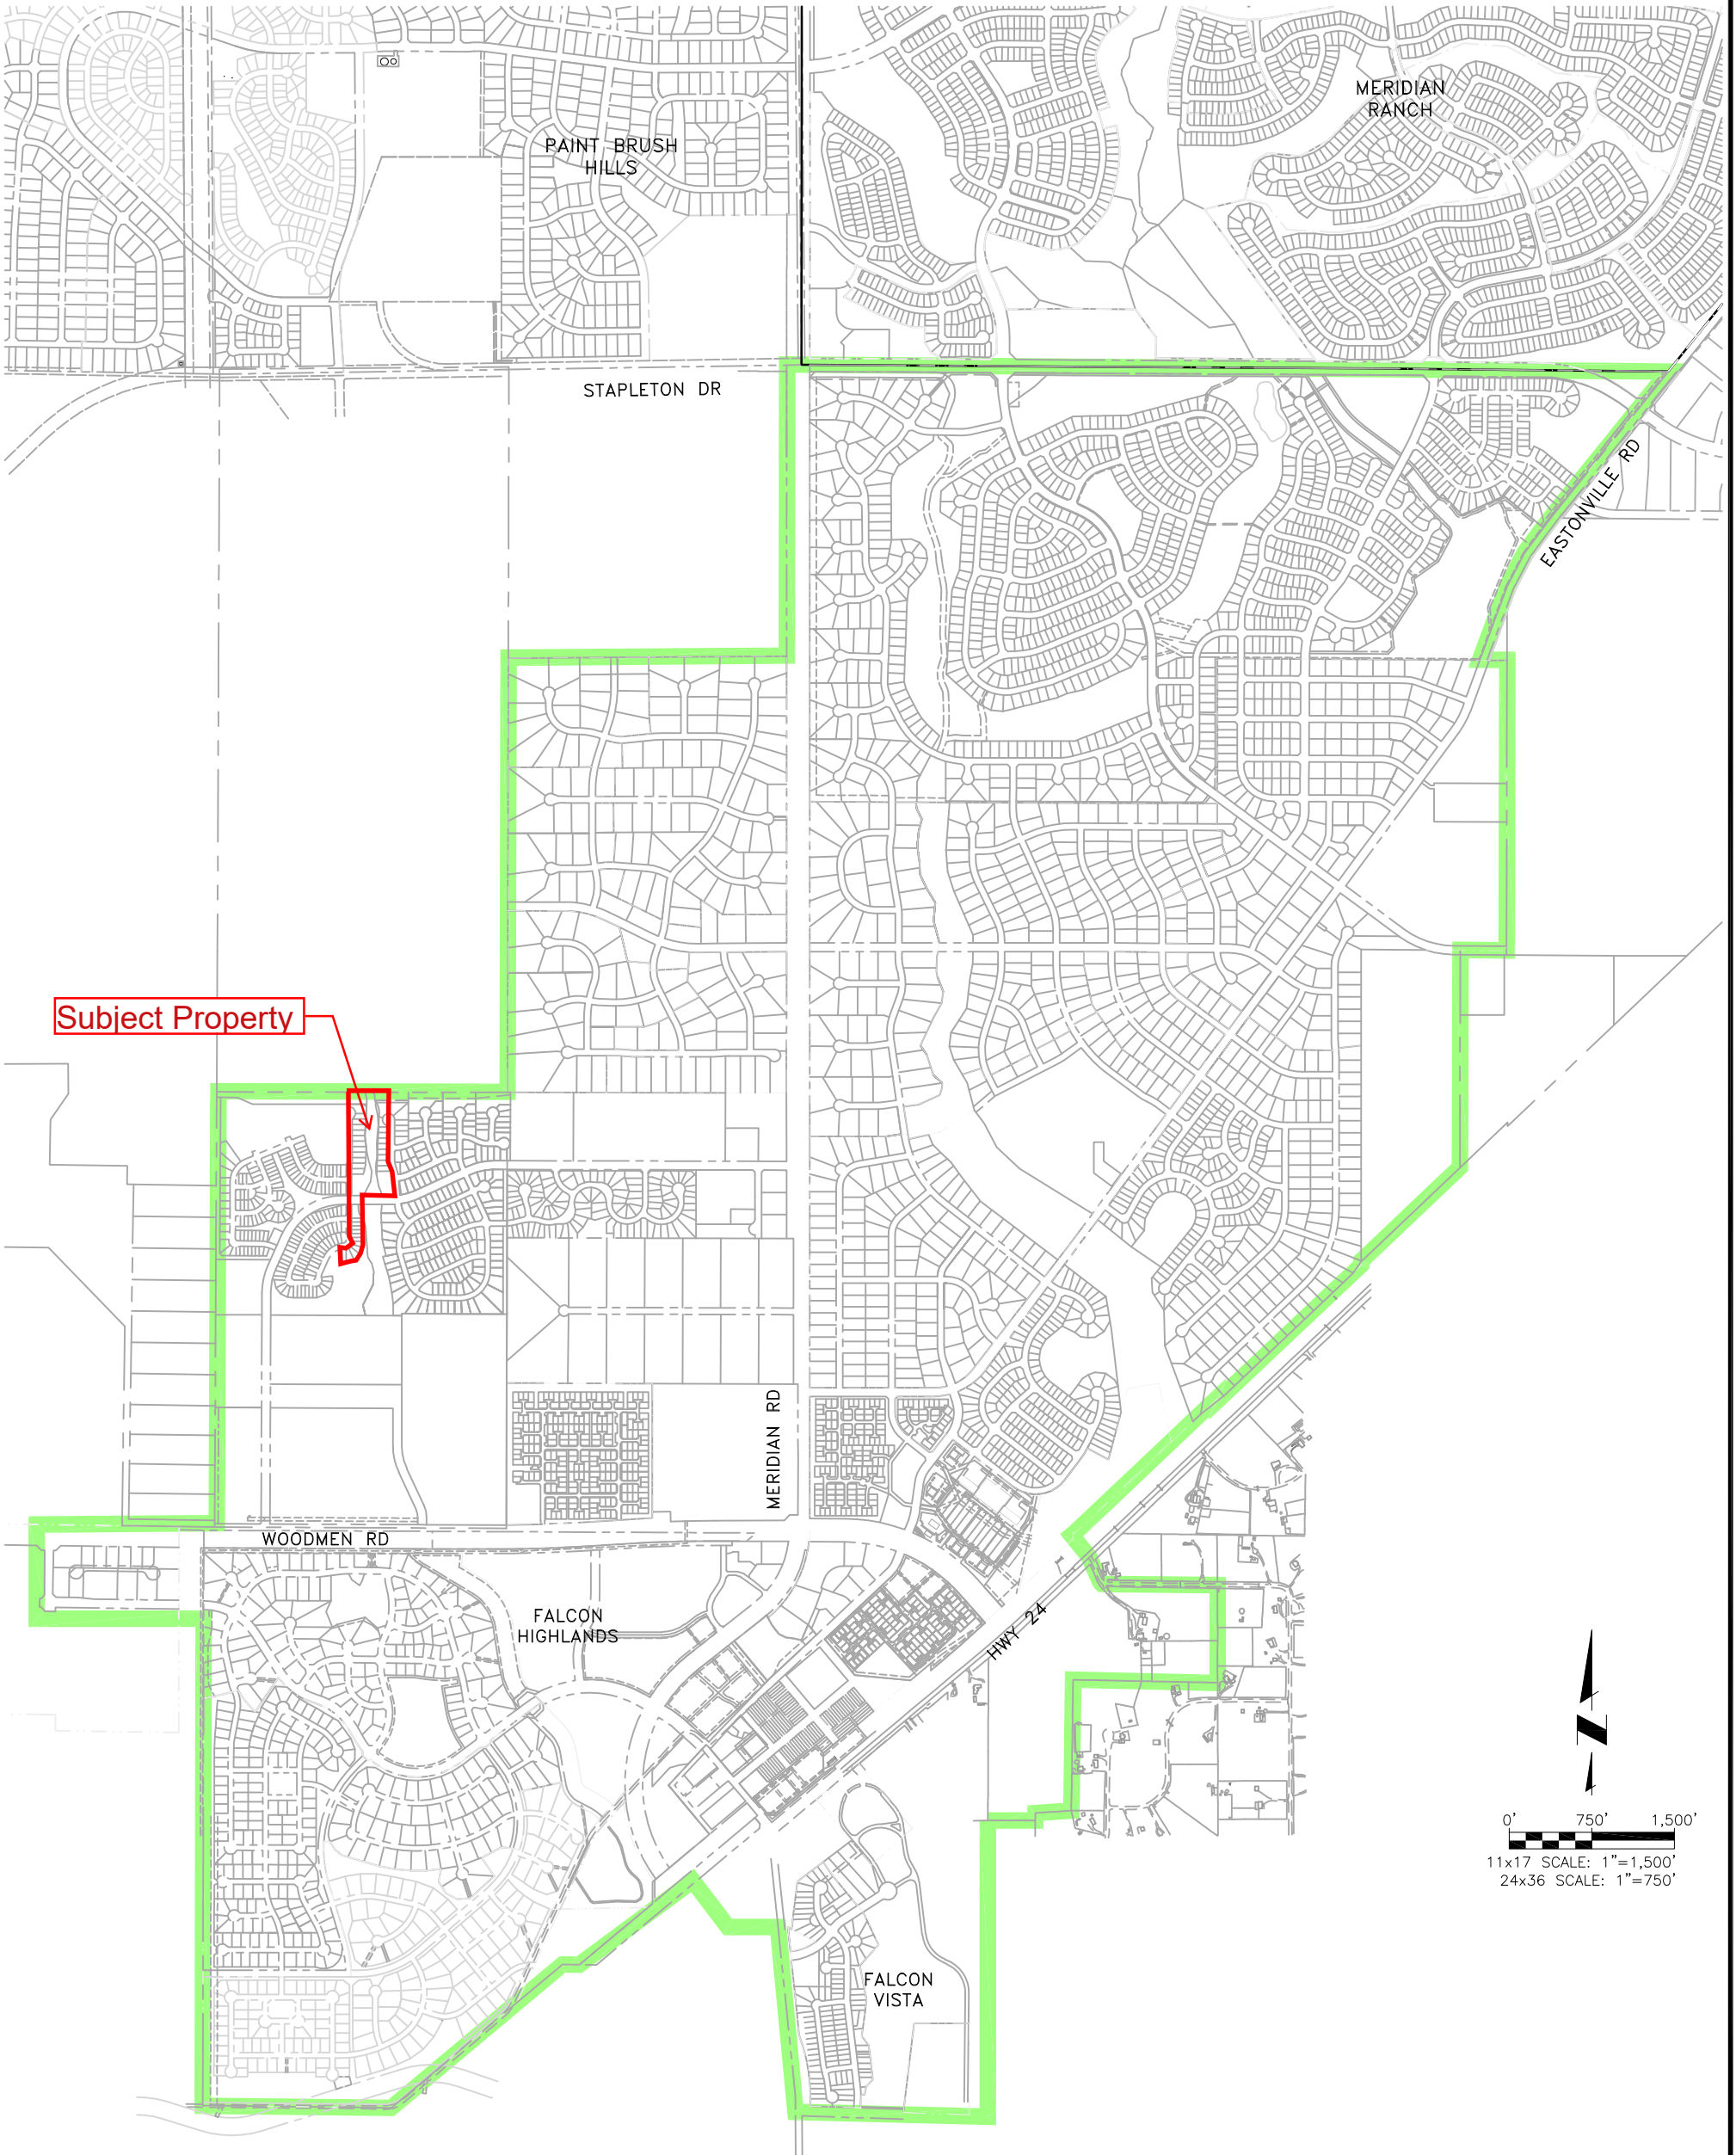 MERIDIAN
RANCH
PAINT BRUSH
HILLS
STAPLETON DR
EASTONVILLE RD
Subject Property
MERIDIAN RD
WOODMEN RD
FALCON
HIGHLANDS
HWY 24
FALCON
VISTA
N
0' 750' 1,500'
11x17 SCALE: 1"=1,500'
24x36 SCALE: 1"=750'